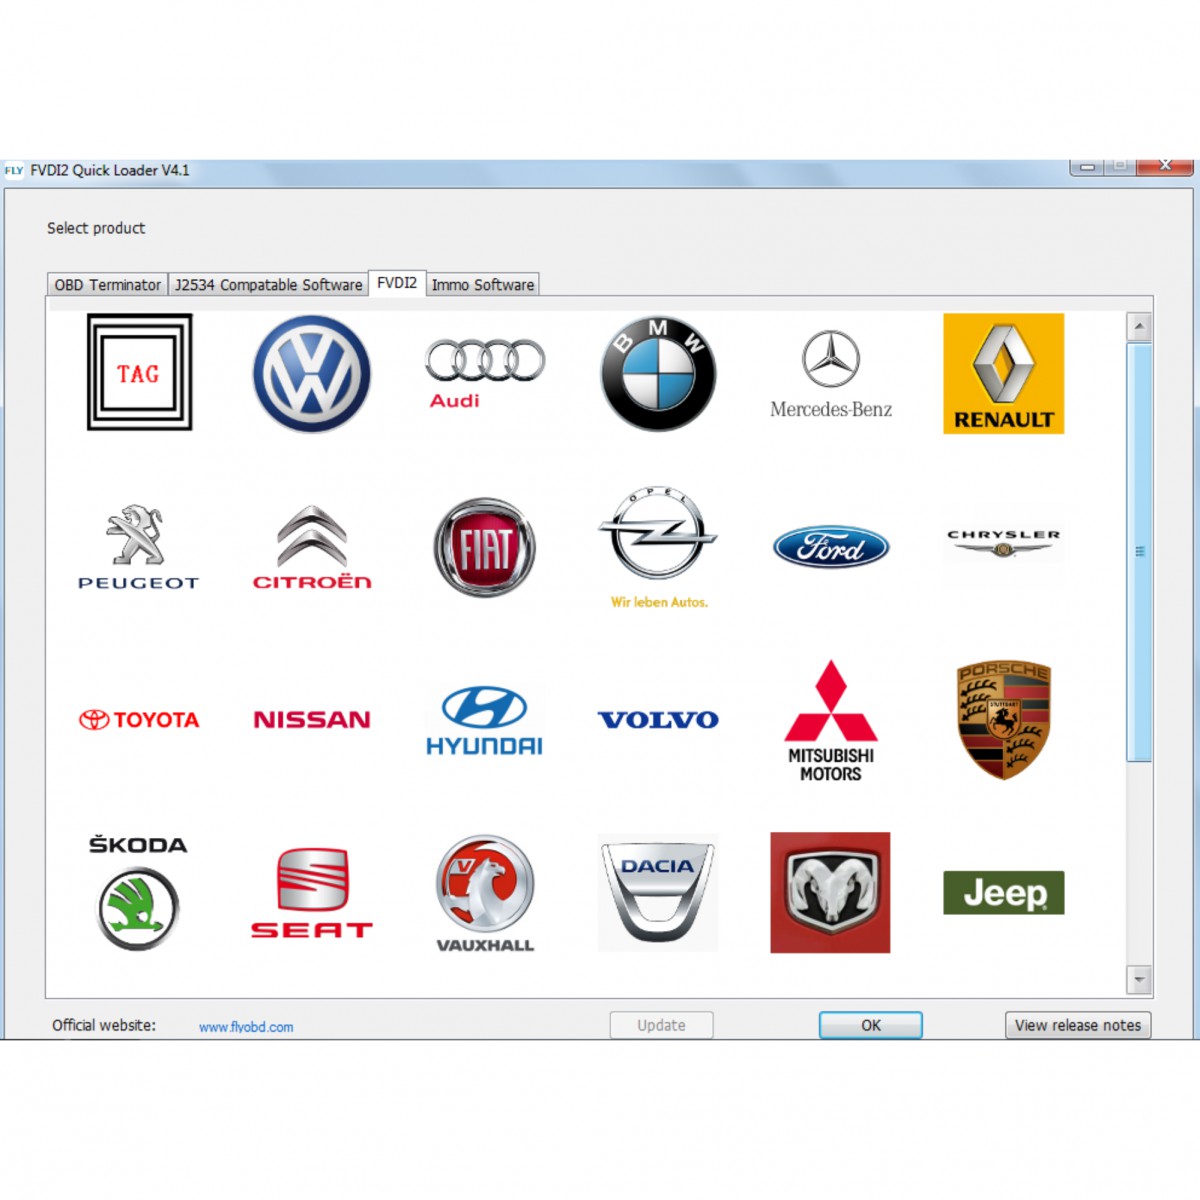 FLY FVDI2 Quick Loader V4.1
Select product
OBD Terminator J2534 Compatable Software FVDI2 Immo Software
TAG
BMW
Audi
Mercedes-Benz
RENAULT
PEUGEOT
CITROËN
FIAT
OPEL
Wir leben Autos.
Ford
CHRYSLER
TOYOTA
NISSAN
HYUNDAI
VOLVO
MITSUBISHI
MOTORS
PORSCHE
STUTTGART
ŠKODA
SEAT
V
VAUXHALL
DACIA
Jeep
Official website: www.flyobd.com Update OK View release notes